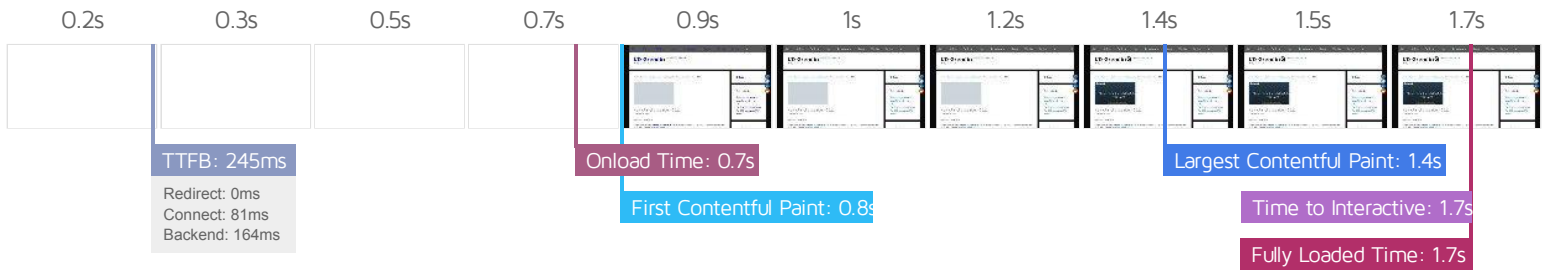 0.2s 0.3s 0.5s 0.7s 0.9s 1s 1.2s 1.4s 1.5s 1.7s
TTFB: 245ms
Redirect: 0ms
Connect: 81ms
Backend: 164ms
Onload Time: 0.7s
First Contentful Paint: 0.8s
Largest Contentful Paint: 1.4s
Time to Interactive: 1.7s
Fully Loaded Time: 1.7s